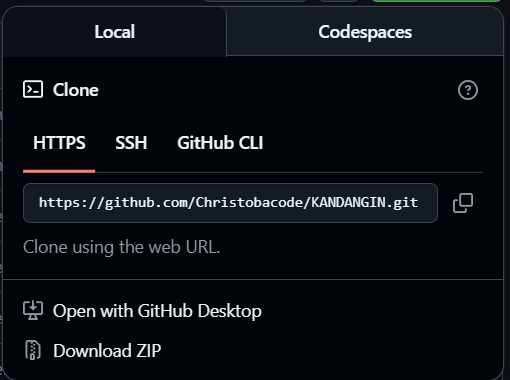 Local Codespaces
Clone
HTTPS SSH GitHub CLI
https://github.com/Christobacode/KANDANGIN.git
Clone using the web URL.
Open with GitHub Desktop
Download ZIP